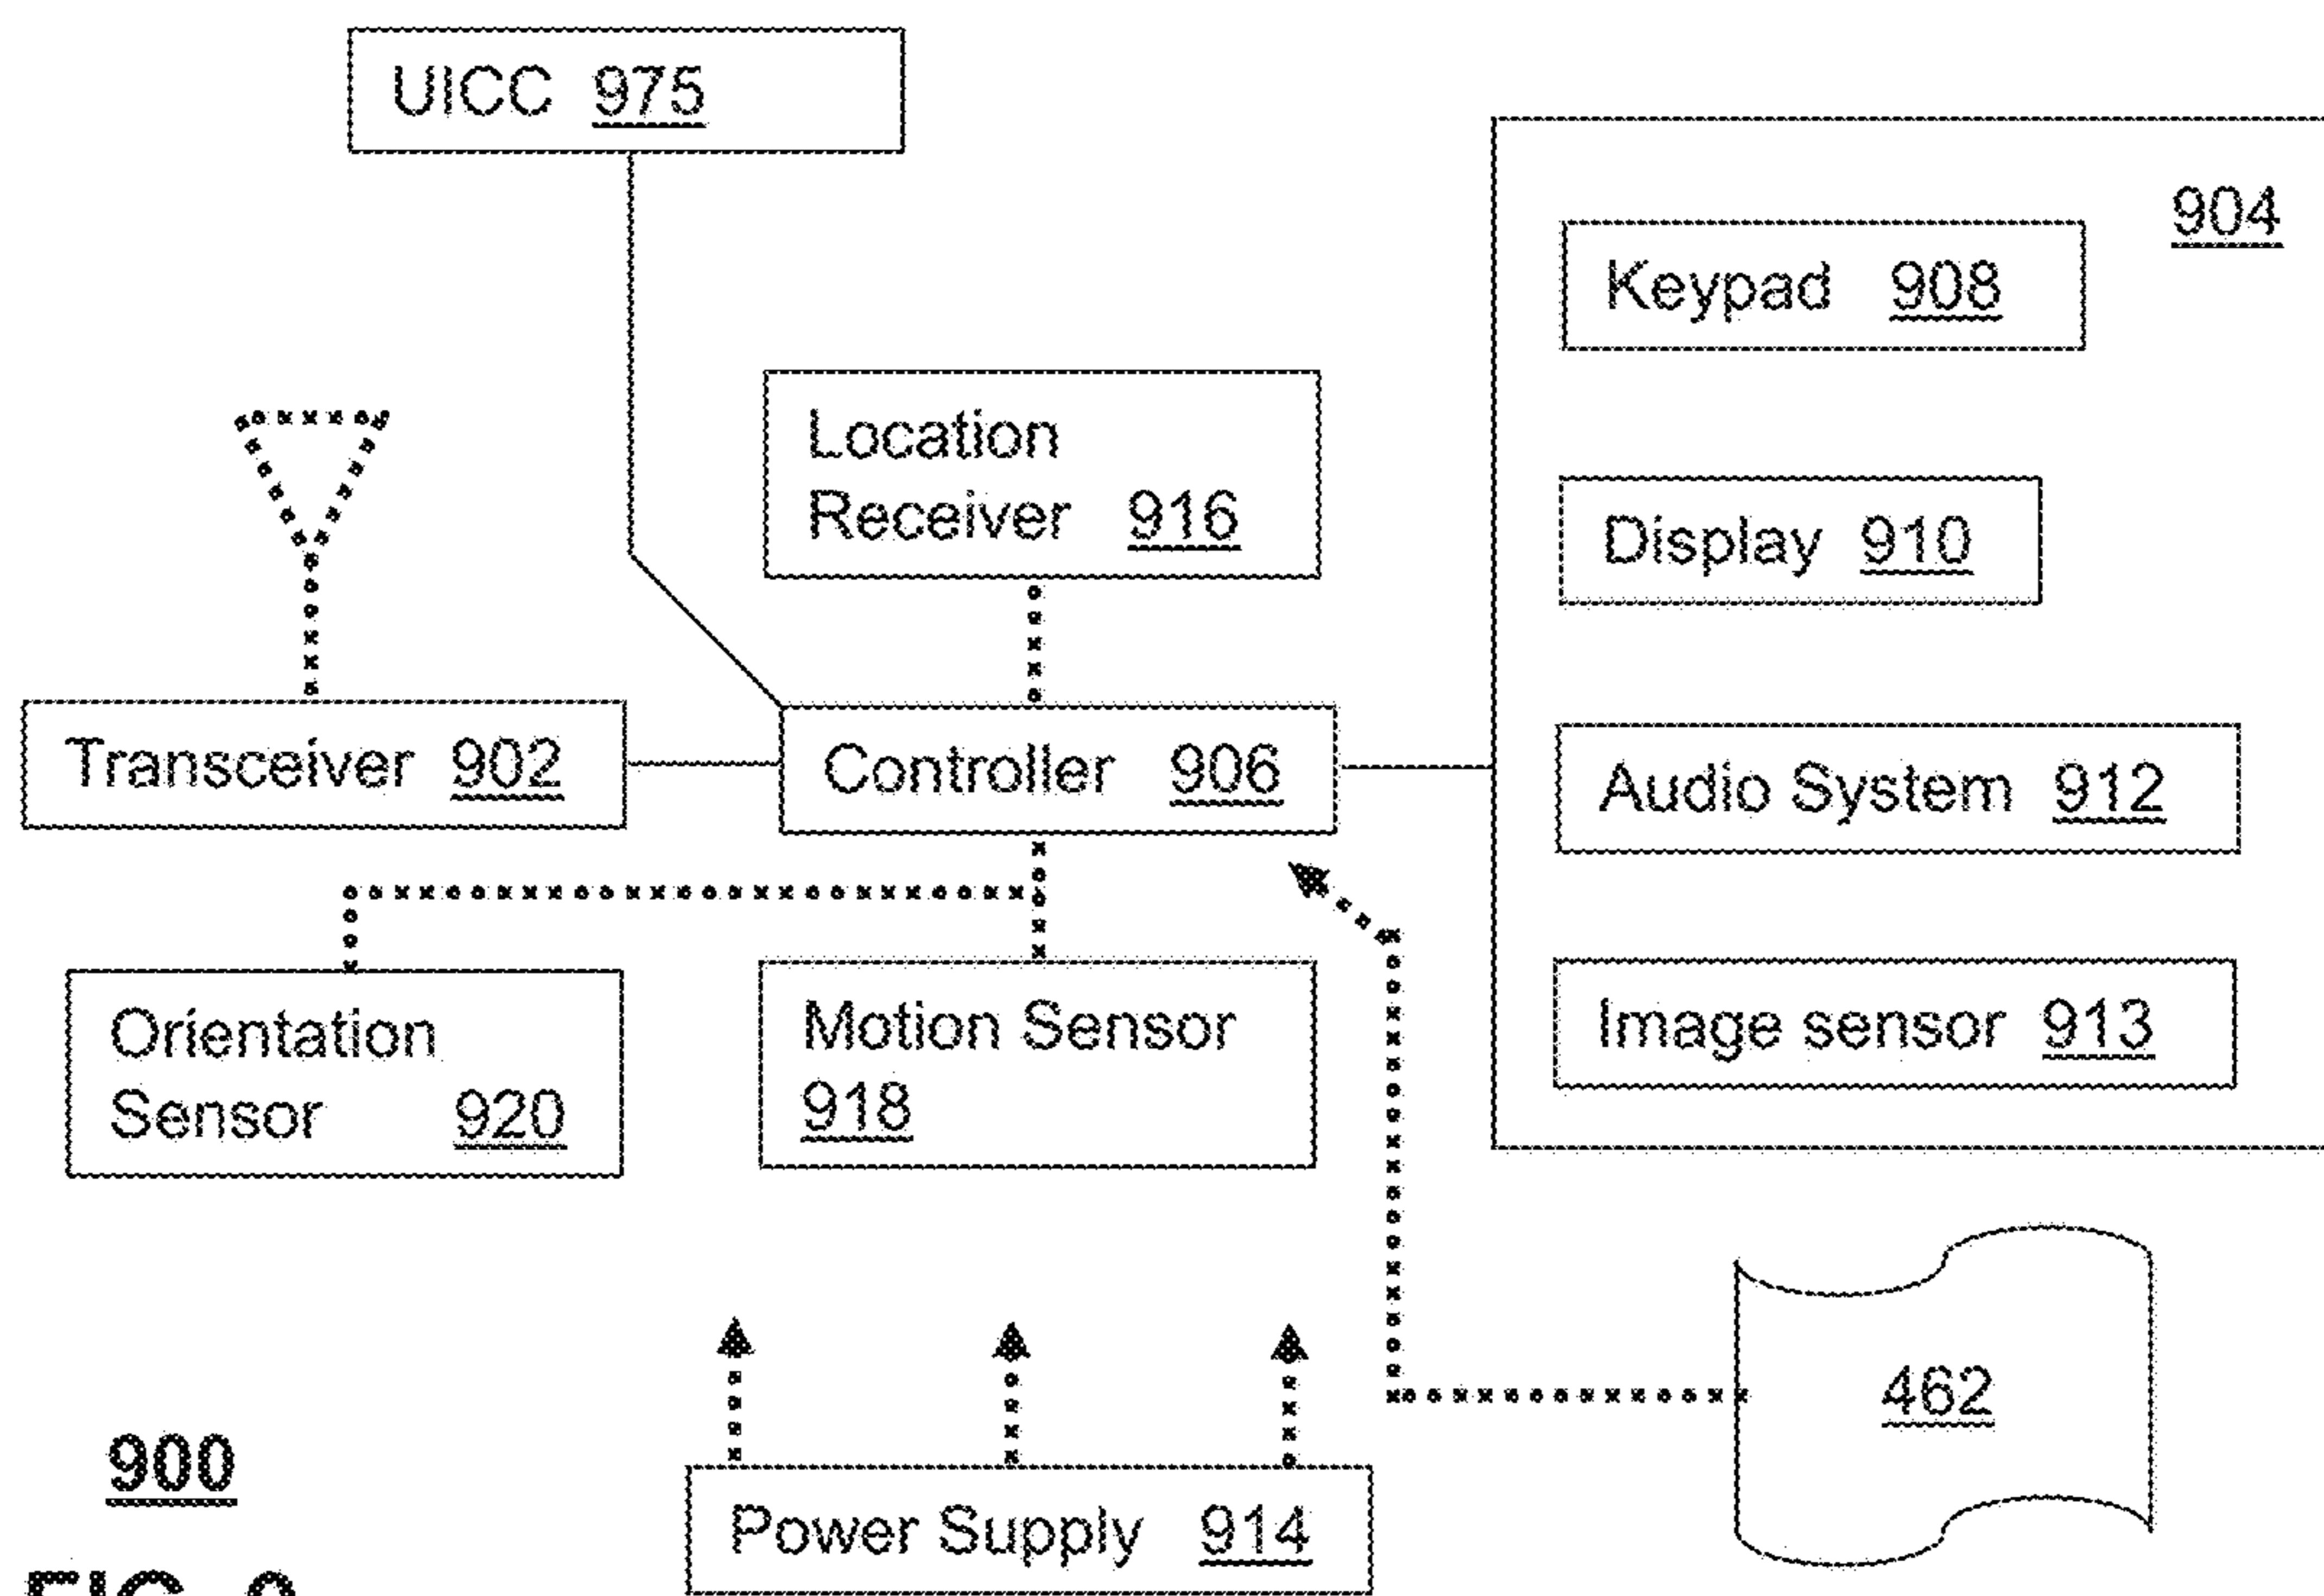 UICC 975
904
Keypad 908
Location
Receiver 916
Display 910
Transceiver 902
Controller 906
Audio System 912
Orientation
Sensor 920
Motion Sensor
918
Image sensor 913
462
900
Power Supply 914